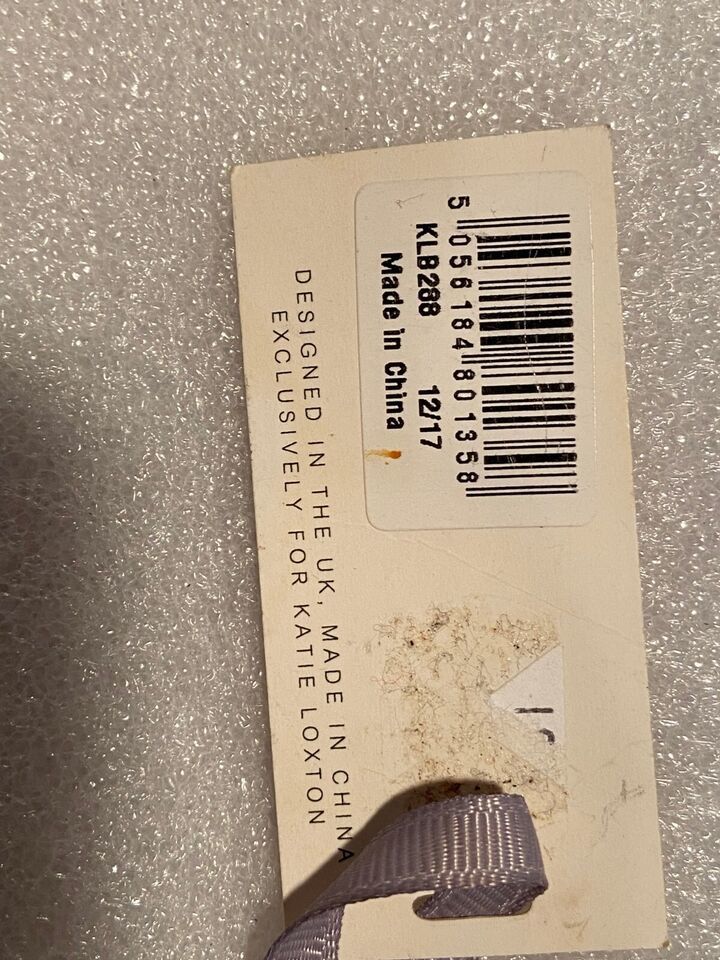 5 056184 801358
KLB288 12/17
Made in China
DESIGNED IN THE UK, MADE IN CHINA
EXCLUSIVELY FOR KATIE LOXTON